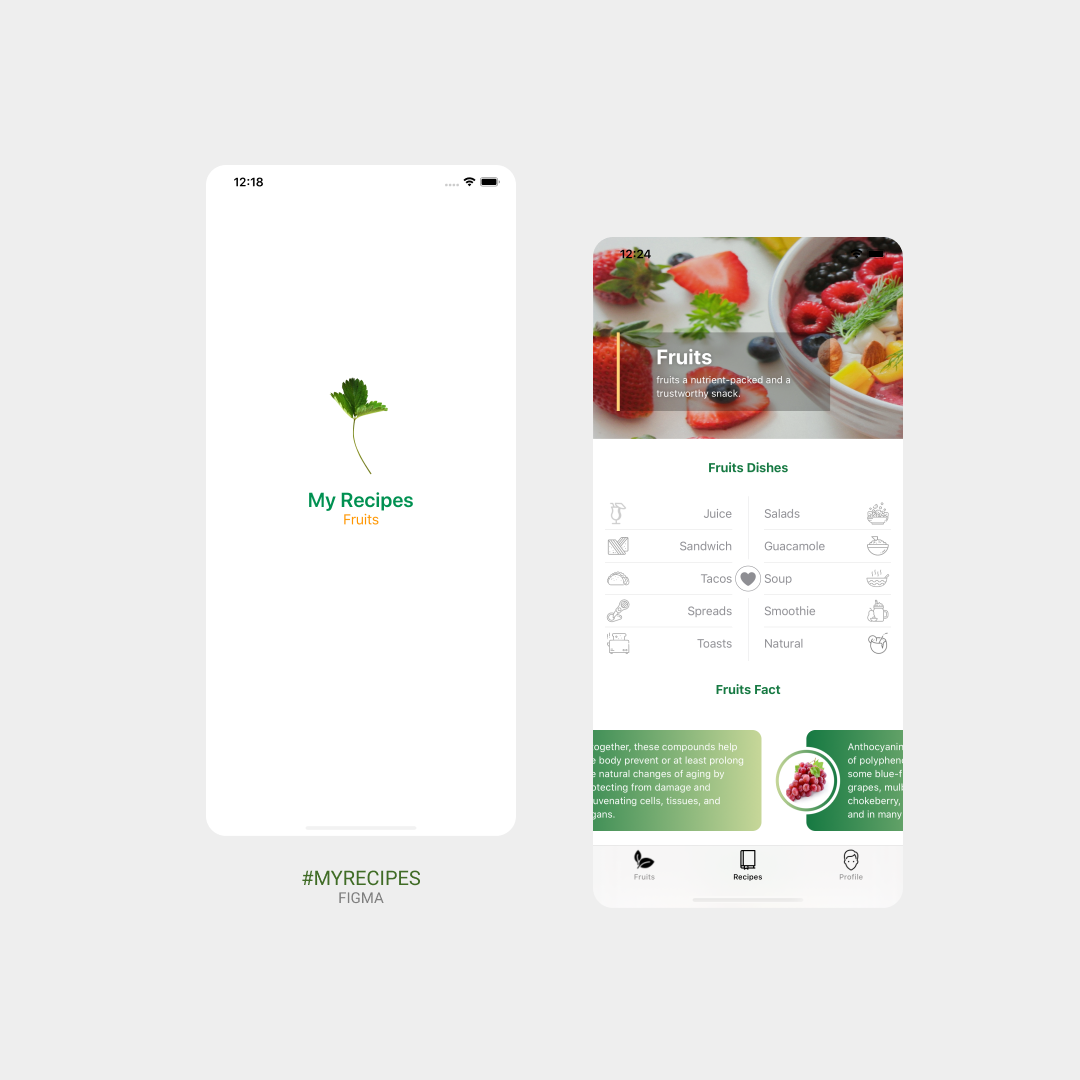 12:18
My Recipes
Fruits
#MYRECIPES
FIGMA
12:24
Fruits
fruits a nutrient-packed and a
trustworthy snack.
Fruits Dishes
Juice
Salads
Sandwich
Guacamole
Tacos
Soup
Spreads
Smoothie
Toasts
Natural
Fruits Fact
ogether, these compounds help
e body prevent or at least prolong
e natural changes of aging by
otecting from damage and
uvenating cells, tissues, and
gans.
Anthocyanin
of polyphen
some blue-f
grapes, mul
chokeberry,
and in many
Fruits
Recipes
Profile